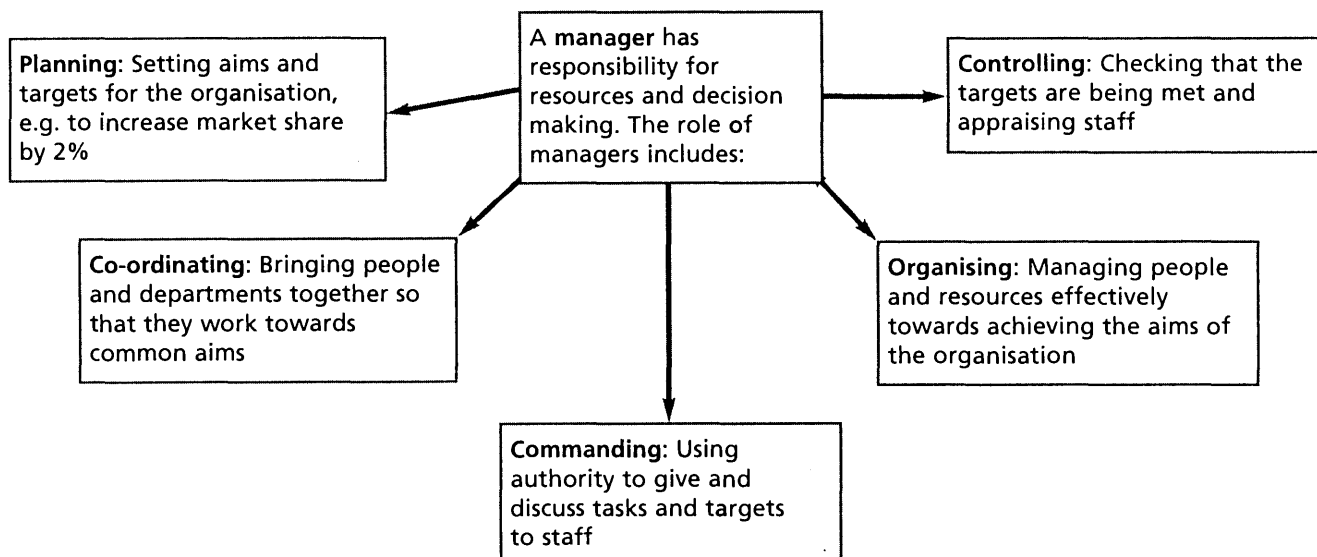 A manager has
responsibility for
resources and decision
making. The role of
managers includes:
Planning: Setting aims and
targets for the organisation,
e.g. to increase market share
by 2%
Controlling: Checking that the
targets are being met and
appraising staff
Co-ordinating: Bringing people
and departments together so
that they work towards
common aims
Organising: Managing people
and resources effectively
towards achieving the aims of
the organisation
Commanding: Using
authority to give and
discuss tasks and targets
to staff